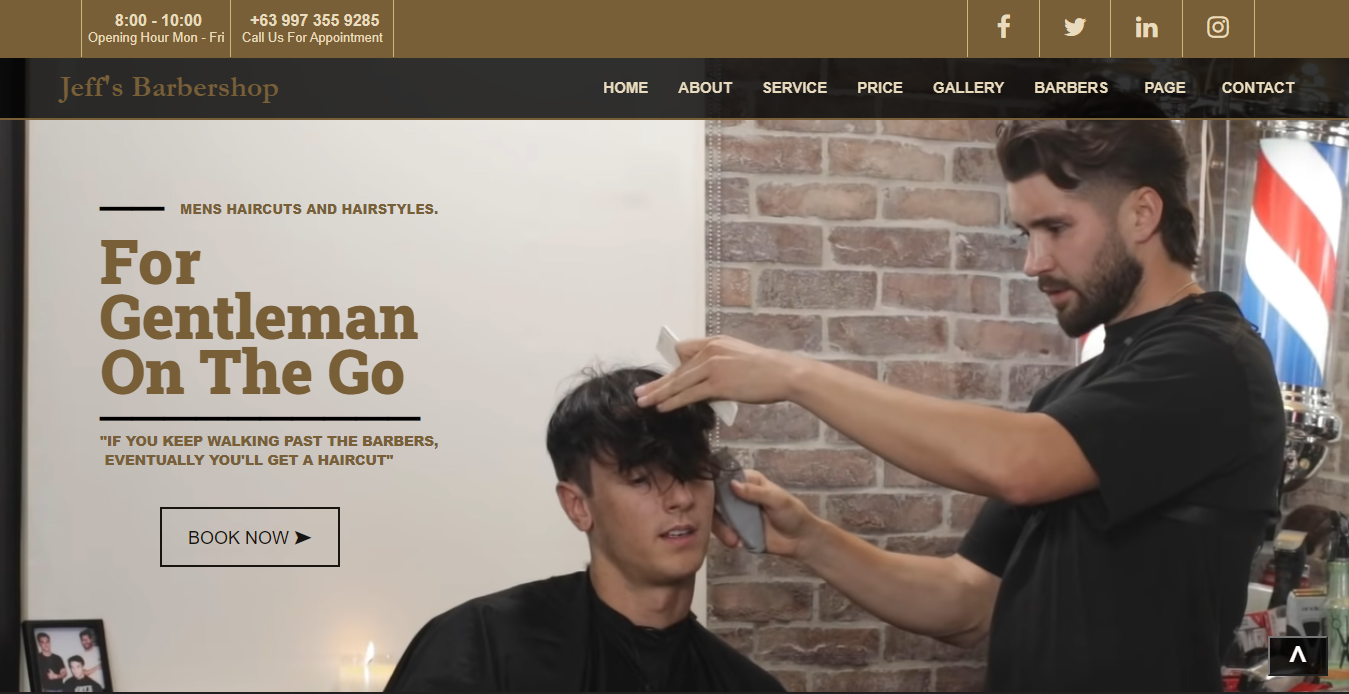 8:00 - 10:00
Opening Hour Mon - Fri
+63 997 355 9285
Call Us For Appointment
Jeff's Barbershop
HOME ABOUT SERVICE PRICE GALLERY BARBERS PAGE CONTACT
MENS HAIRCUTS AND HAIRSTYLES.
For
Gentleman
On The Go
"IF YOU KEEP WALKING PAST THE BARBERS,
EVENTUALLY YOU'LL GET A HAIRCUT"
BOOK NOW ➤